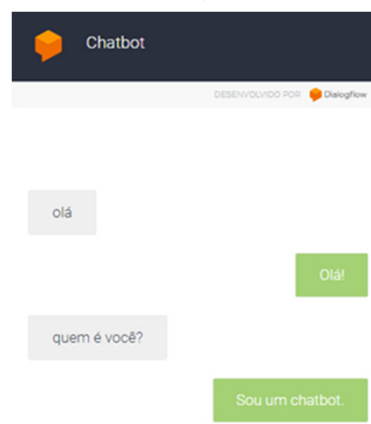 Chatbot
DESENVOLVIDO POR Dialogflow
olá
Olá!
quem é você?
Sou um chatbot.